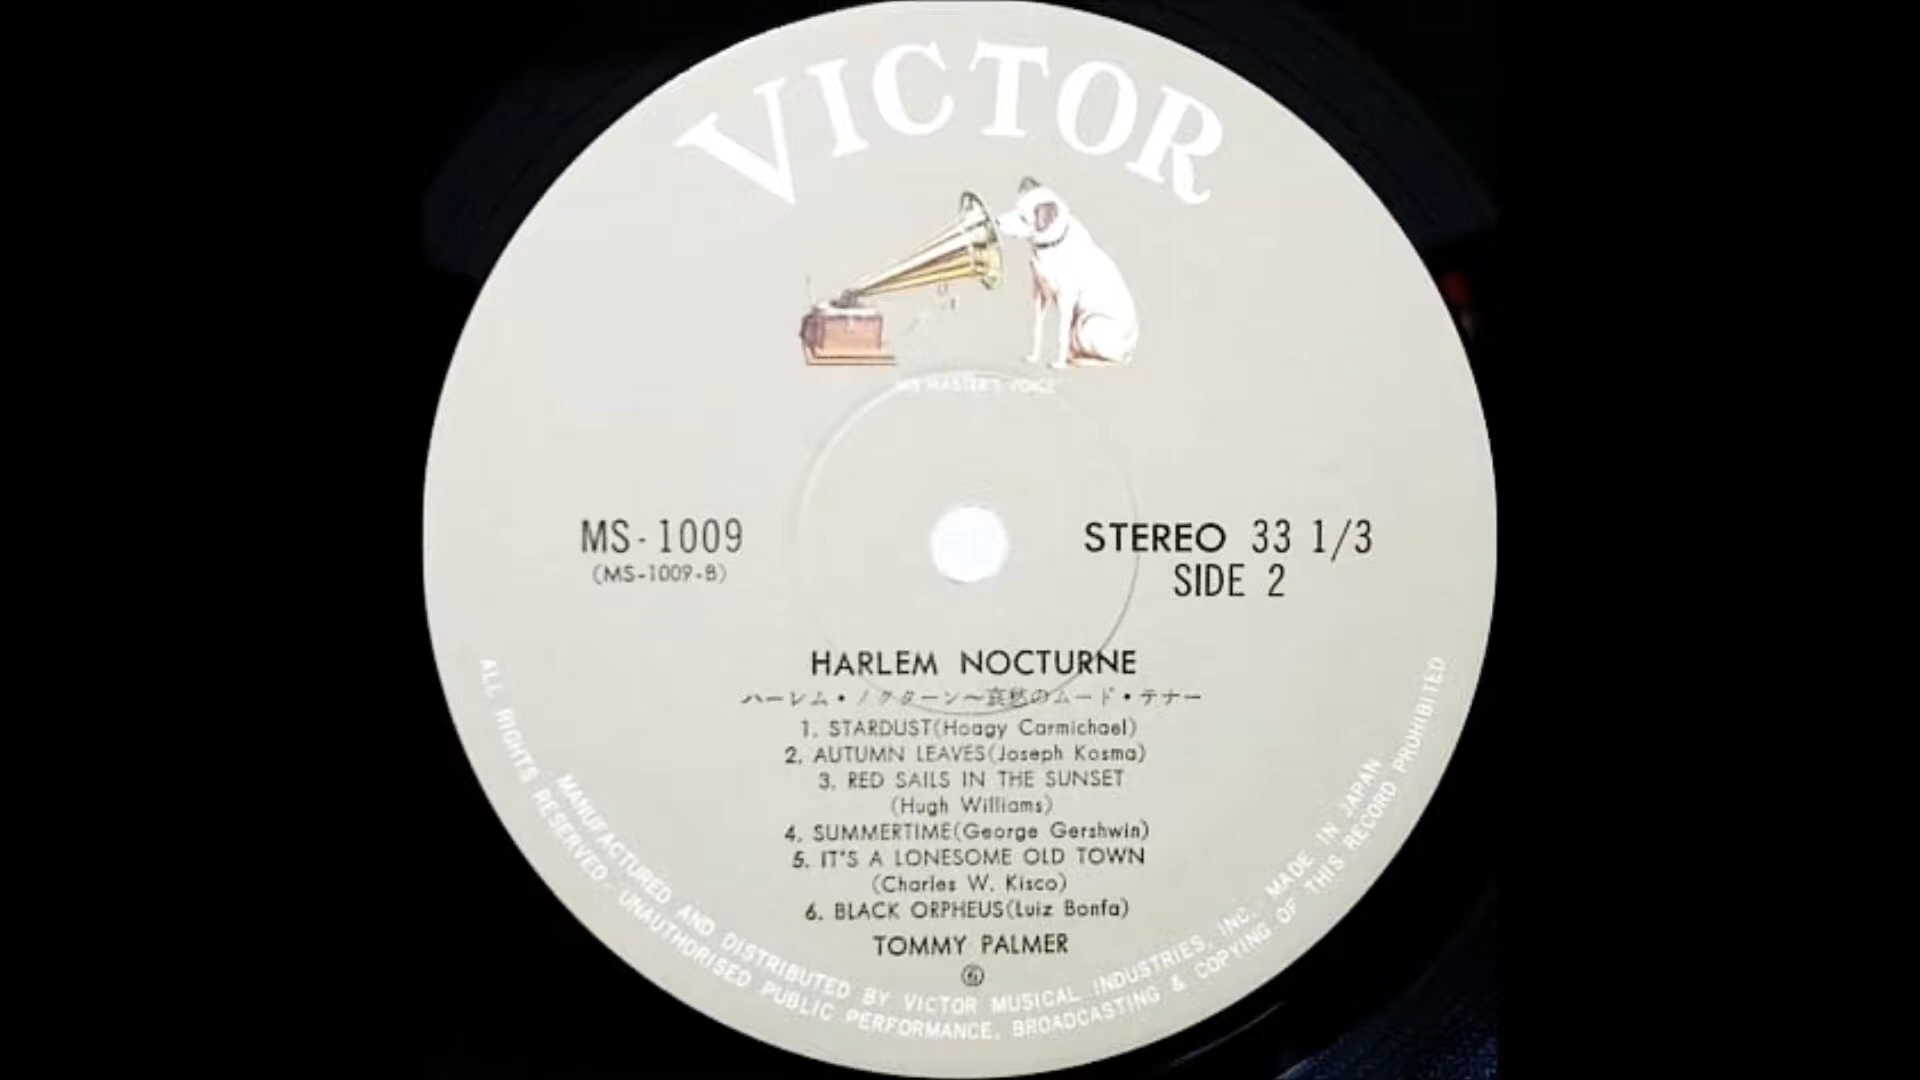 VICTOR
HIS MASTER'S VOICE
MS-1009
(MS-1009-B)
STEREO 33 1/3
SIDE 2
HARLEM NOCTURNE
ハーレム・ノクターン〜哀愁のムード・テナー
1. STARDUST(Hoagy Carmichael)
2. AUTUMN LEAVES(Joseph Kosma)
3. RED SAILS IN THE SUNSET
(Hugh Williams)
4. SUMMERTIME(George Gershwin)
5. IT'S A LONESOME OLD TOWN
(Charles W. Kisco)
6. BLACK ORPHEUS(Luiz Bonfa)
TOMMY PALMER
MANUFACTURED AND DISTRIBUTED BY VICTOR MUSICAL INDUSTRIES, INC. MADE IN JAPAN
ALL RIGHTS RESERVED-UNAUTHORISED PUBLIC PERFORMANCE, BROADCASTING & COPYING OF THIS RECORD PROHIBITED